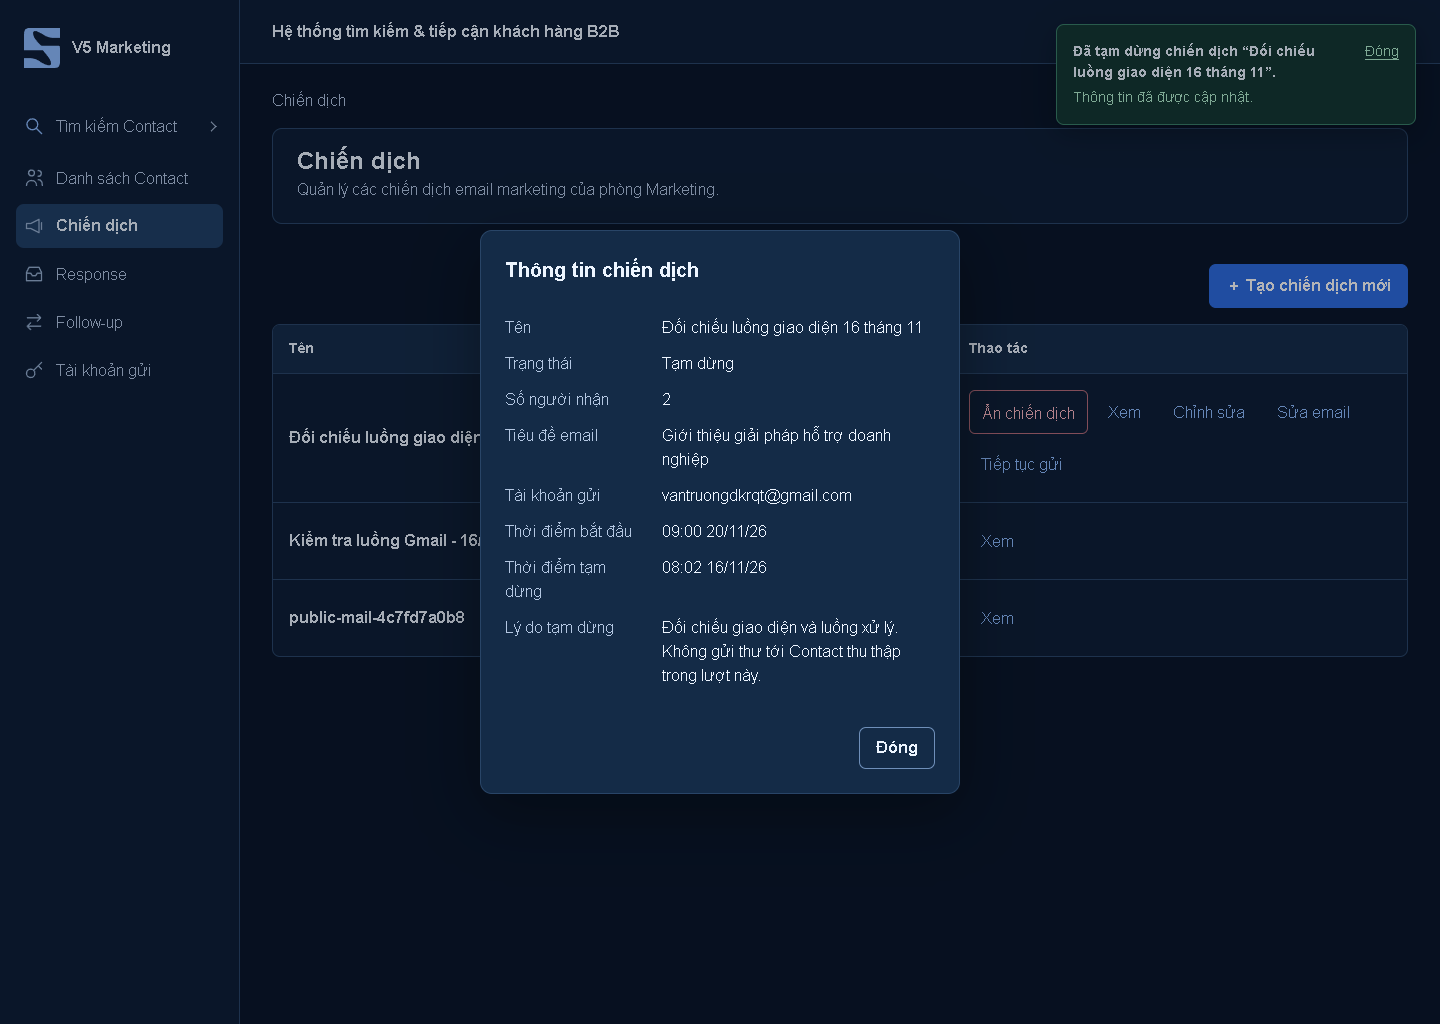 V5 Marketing
Tìm kiếm Contact
Danh sách Contact
Chiến dịch
Response
Follow-up
Tài khoản gửi
Hệ thống tìm kiếm & tiếp cận khách hàng B2B
Đã tạm dừng chiến dịch “Đối chiếu
luồng giao diện 16 tháng 11”.
Thông tin đã được cập nhật.
Đóng
Chiến dịch
Chiến dịch
Quản lý các chiến dịch email marketing của phòng Marketing.
+ Tạo chiến dịch mới
Tên
Thao tác
Đối chiếu luồng giao diện
Ẩn chiến dịch Xem Chỉnh sửa Sửa email
Tiếp tục gửi
Kiểm tra luồng Gmail - 16
Xem
public-mail-4c7fd7a0b8
Xem
Thông tin chiến dịch
Tên Đối chiếu luồng giao diện 16 tháng 11
Trạng thái Tạm dừng
Số người nhận 2
Tiêu đề email Giới thiệu giải pháp hỗ trợ doanh
nghiệp
Tài khoản gửi vantruongdkrqt@gmail.com
Thời điểm bắt đầu 09:00 20/11/26
Thời điểm tạm dừng 08:02 16/11/26
Lý do tạm dừng Đối chiếu giao diện và luồng xử lý.
Không gửi thư tới Contact thu thập
trong lượt này.
Đóng